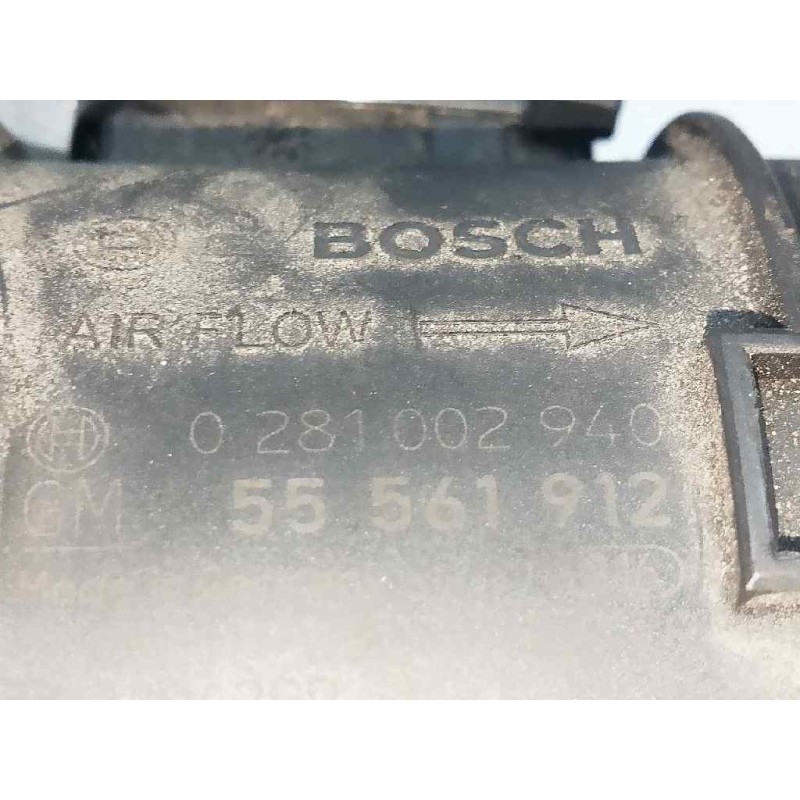 BOSCH
AIR FLOW
0 281 002 940
GM 55 561 912